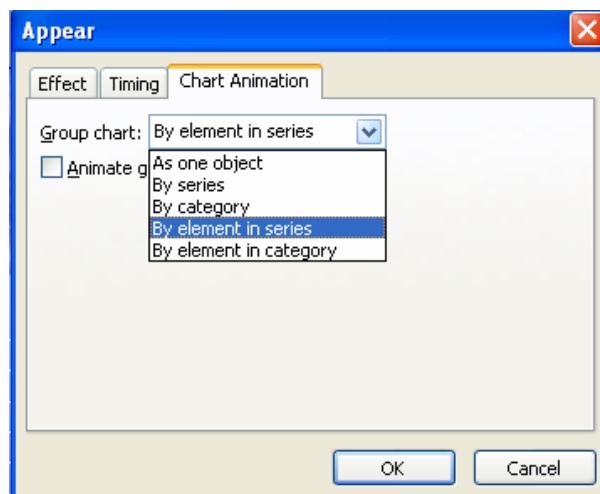 Appear
Effect Timing Chart Animation
Group chart: By element in series
Animate g
As one object
By series
By category
By element in series
By element in category
OK Cancel